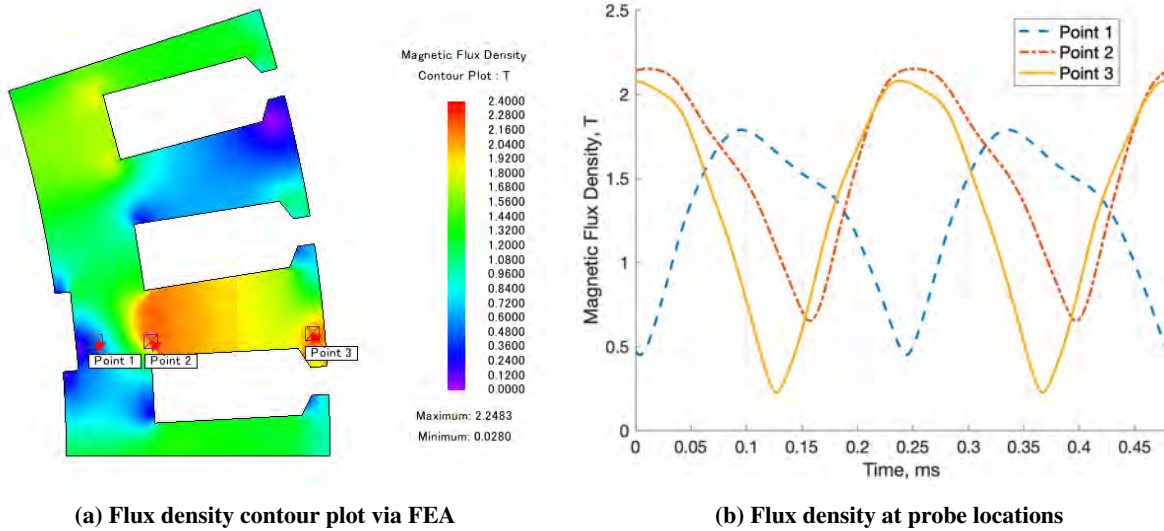 Magnetic Flux Density
Contour Plot : T
2.4000
2.2800
2.1600
2.0400
1.9200
1.8000
1.6800
1.5600
1.4400
1.3200
1.2000
1.0800
0.9600
0.8400
0.7200
0.6000
0.4800
0.3600
0.2400
0.1200
0.0000
Maximum: 2.2483
Minimum: 0.0280
Point 1
Point 2
Point 3
(a) Flux density contour plot via FEA
Magnetic Flux Density, T
2.5
2
1.5
1
0.5
0
Point 1
Point 2
Point 3
0 0.05 0.1 0.15 0.2 0.25 0.3 0.35 0.4 0.45
Time, ms
(b) Flux density at probe locations